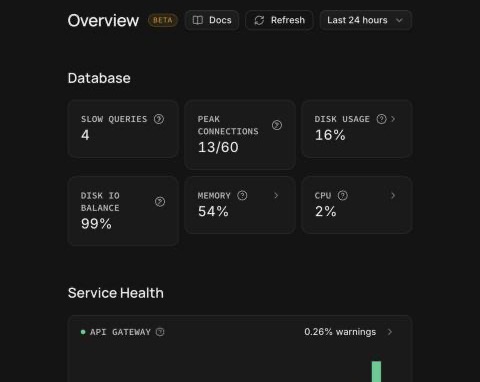 Overview BETA Docs Refresh Last 24 hours
Database
SLOW QUERIES
4
PEAK
CONNECTIONS
13/60
DISK USAGE
16%
DISK IO
BALANCE
99%
MEMORY
54%
CPU
2%
Service Health
API GATEWAY 0.26% warnings